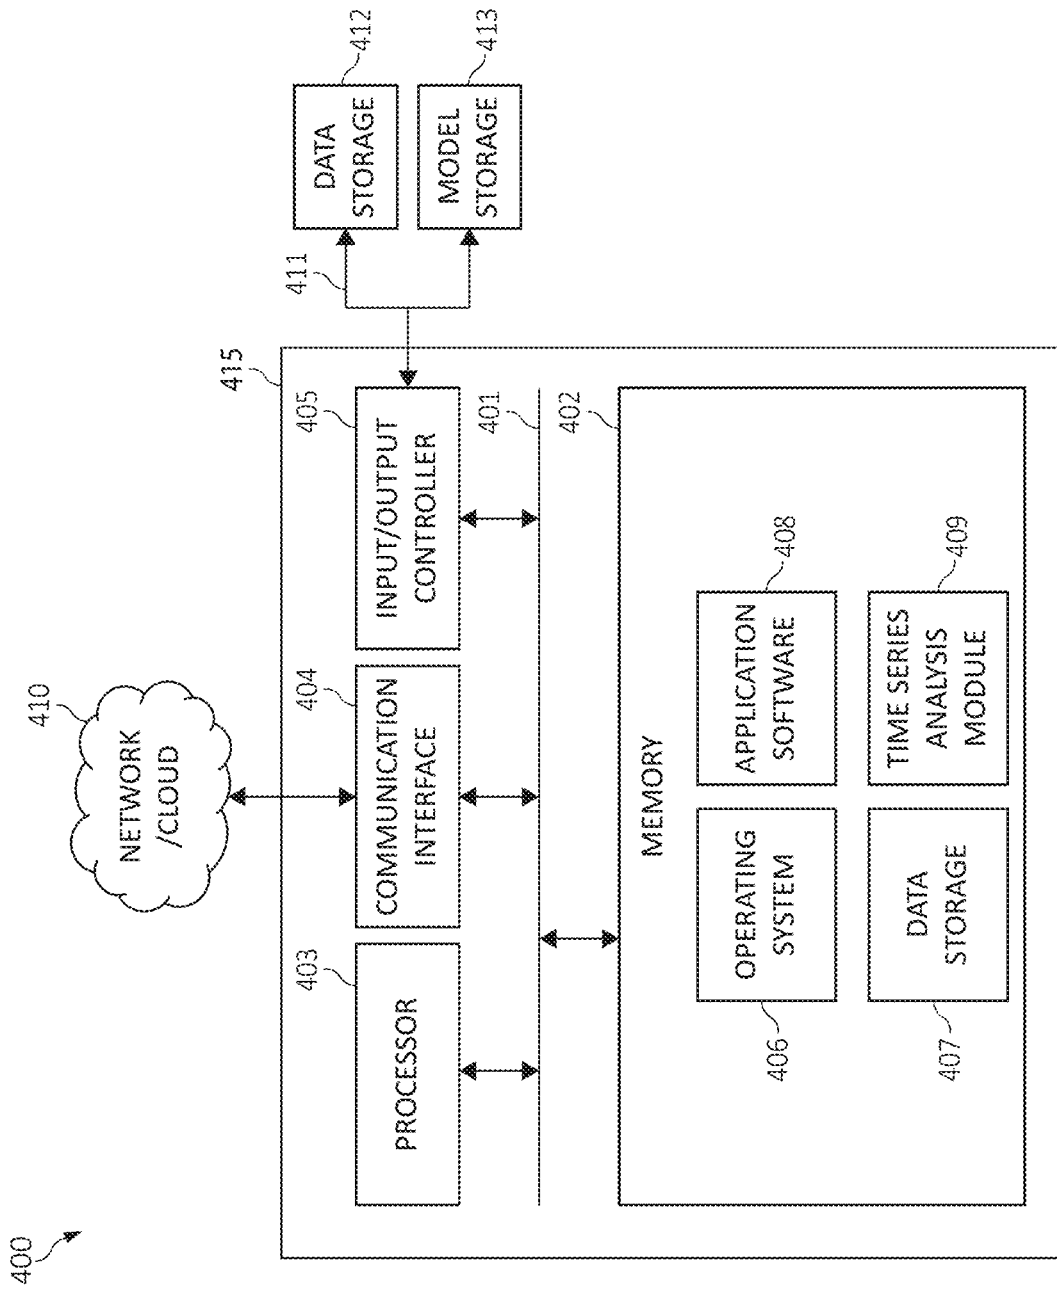 400
410
NETWORK
/CLOUD
415
403
PROCESSOR
404
COMMUNICATION
INTERFACE
405
INPUT/OUTPUT
CONTROLLER
411
DATA
STORAGE
412
MODEL
STORAGE
413
401
402
MEMORY
OPERATING
SYSTEM
406
APPLICATION
SOFTWARE
408
DATA
STORAGE
407
TIME SERIES
ANALYSIS
MODULE
409